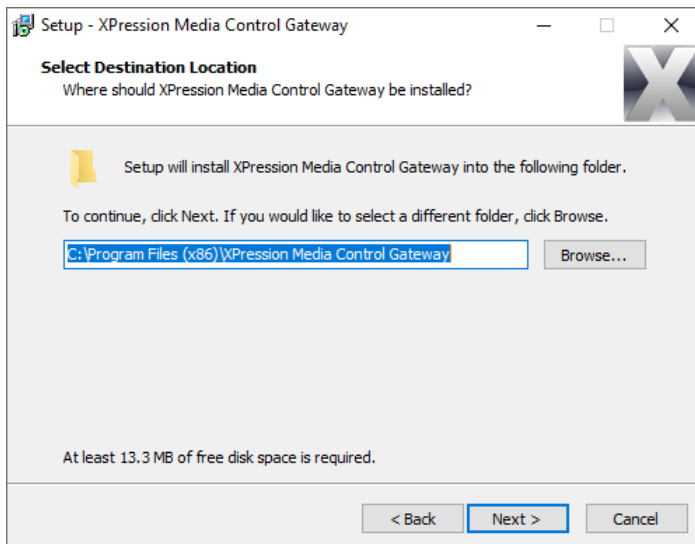 Setup - XPression Media Control Gateway
Select Destination Location
Where should XPression Media Control Gateway be installed?
X
Setup will install XPression Media Control Gateway into the following folder.
To continue, click Next. If you would like to select a different folder, click Browse.
C:\Program Files (x86)\XPression Media Control Gateway
Browse...
At least 13.3 MB of free disk space is required.
< Back
Next >
Cancel